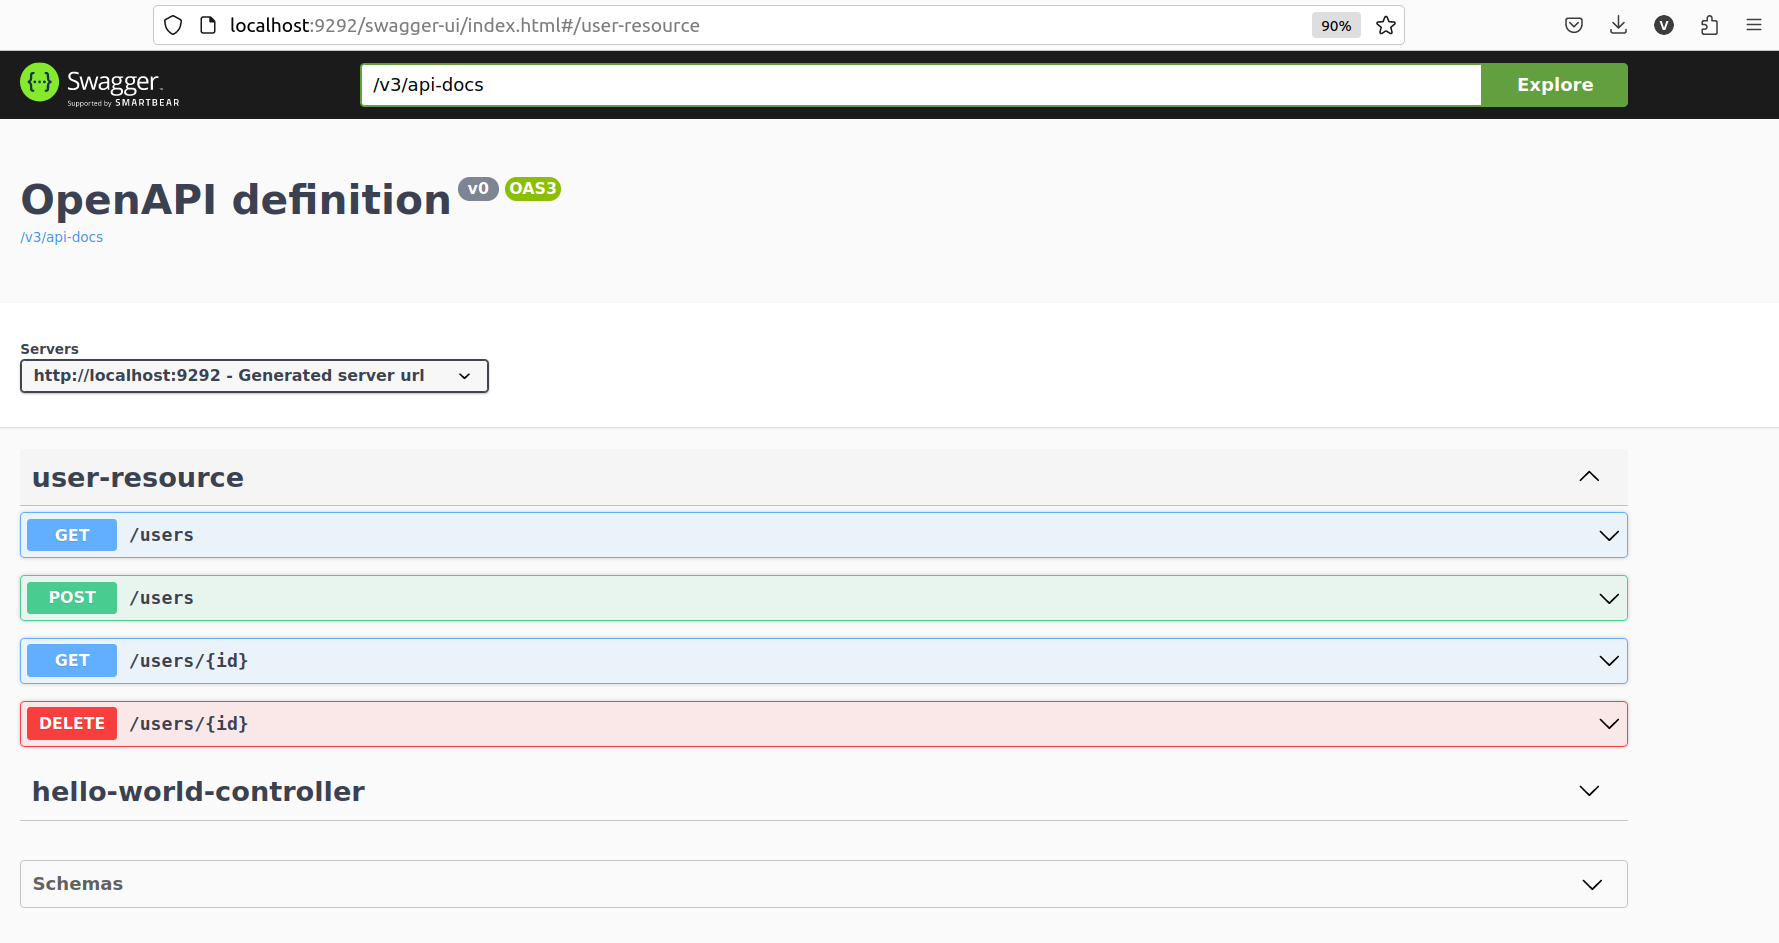 localhost:9292/swagger-ui/index.html#/user-resource 90% V
{···} Swagger™ /v3/api-docs Explore
Supported by SMARTBEAR
OpenAPI definition v0 OAS3
/v3/api-docs
Servers
http://localhost:9292 - Generated server url
user-resource
GET /users
POST /users
GET /users/{id}
DELETE /users/{id}
hello-world-controller
Schemas